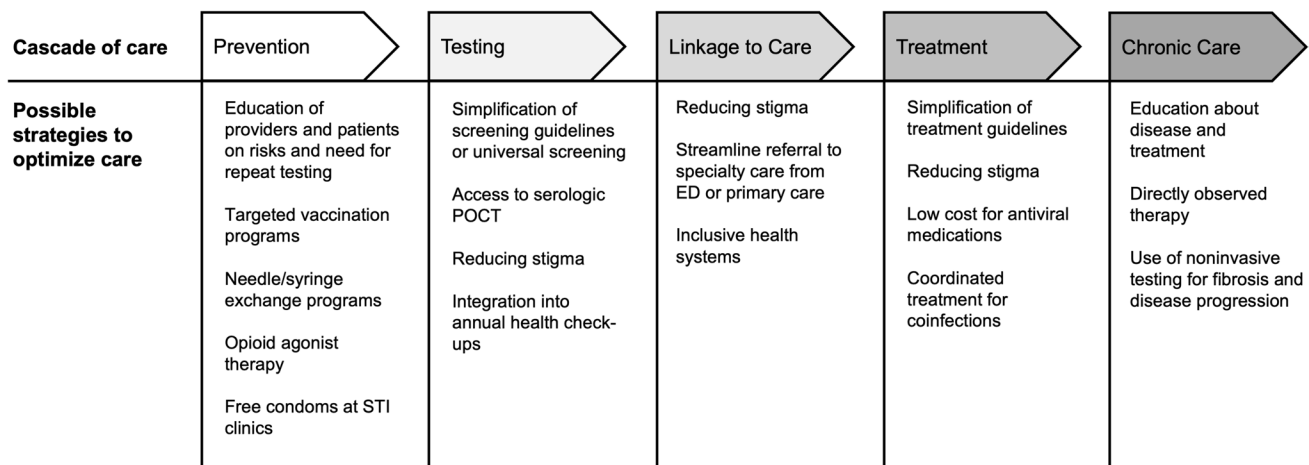 Cascade of care
Prevention
Testing
Linkage to Care
Treatment
Chronic Care
Possible
strategies to
optimize care
Education of
providers and patients
on risks and need for
repeat testing
Targeted vaccination
programs
Needle/syringe
exchange programs
Opioid agonist
therapy
Free condoms at STI
clinics
Simplification of
screening guidelines
or universal screening
Access to serologic
POCT
Reducing stigma
Integration into
annual health check-
ups
Reducing stigma
Streamline referral to
specialty care from
ED or primary care
Inclusive health
systems
Simplification of
treatment guidelines
Reducing stigma
Low cost for antiviral
medications
Coordinated
treatment for
coinfections
Education about
disease and
treatment
Directly observed
therapy
Use of noninvasive
testing for fibrosis and
disease progression